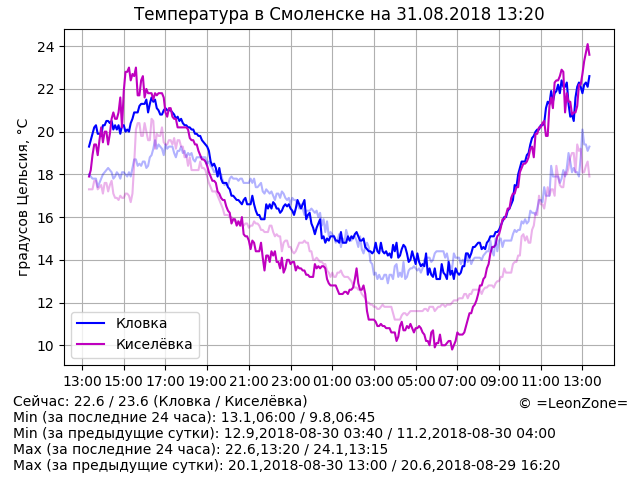 Температура в Смоленске на 31.08.2018 13:20
градусов Цельсия, °C
24
22
20
18
16
14
12
10
Кловка
Киселёвка
13:00 15:00 17:00 19:00 21:00 23:00 01:00 03:00 05:00 07:00 09:00 11:00 13:00
Сейчас: 22.6 / 23.6 (Кловка / Киселёвка)
© =LeonZone=
Min (за последние 24 часа): 13.1,06:00 / 9.8,06:45
Min (за предыдущие сутки): 12.9,2018-08-30 03:40 / 11.2,2018-08-30 04:00
Max (за последние 24 часа): 22.6,13:20 / 24.1,13:15
Max (за предыдущие сутки): 20.1,2018-08-30 13:00 / 20.6,2018-08-29 16:20